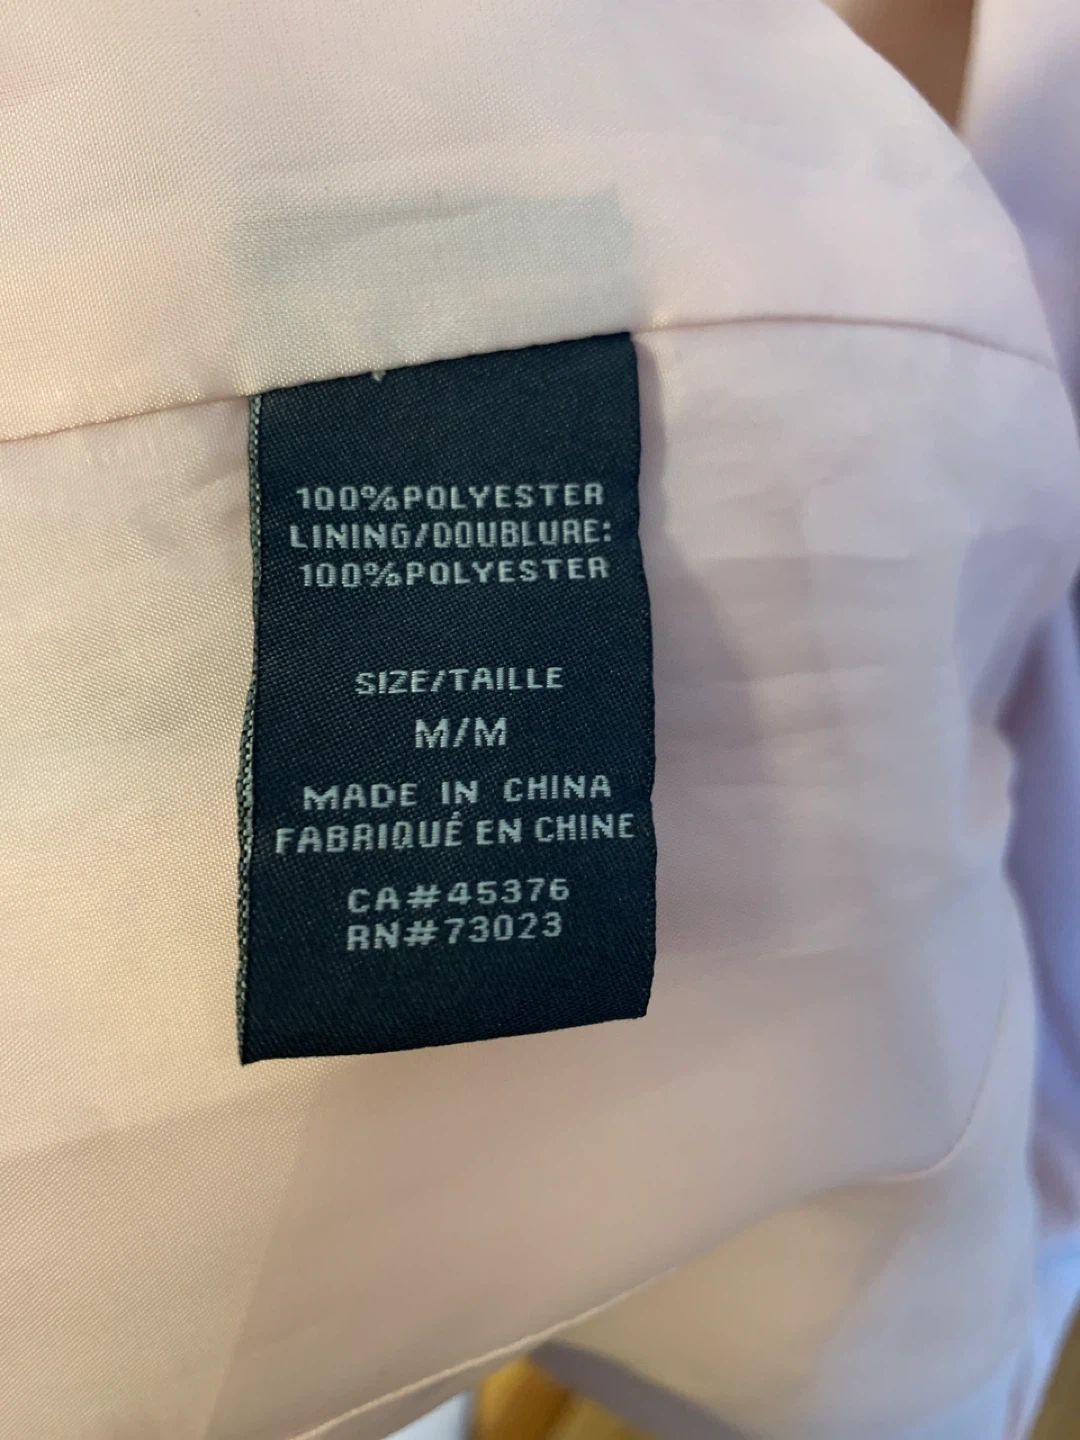 100%POLYESTER
LINING/DOUBLURE:
100%POLYESTER
SIZE/TAILLE
M/M
MADE IN CHINA
FABRIQUÉ EN CHINE
CA#45376
RN#73023